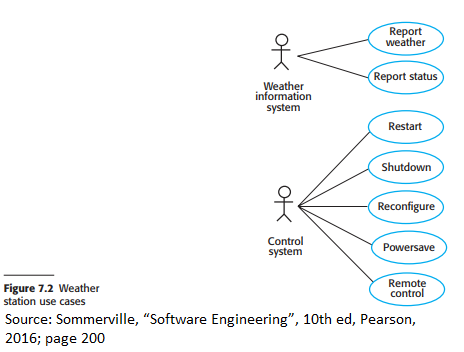 Report
weather
Report status
Weather
information
system
Restart
Shutdown
Reconfigure
Powersave
Remote
control
Control
system
Figure 7.2 Weather
station use cases
Source: Sommerville, “Software Engineering”, 10th ed, Pearson,
2016; page 200